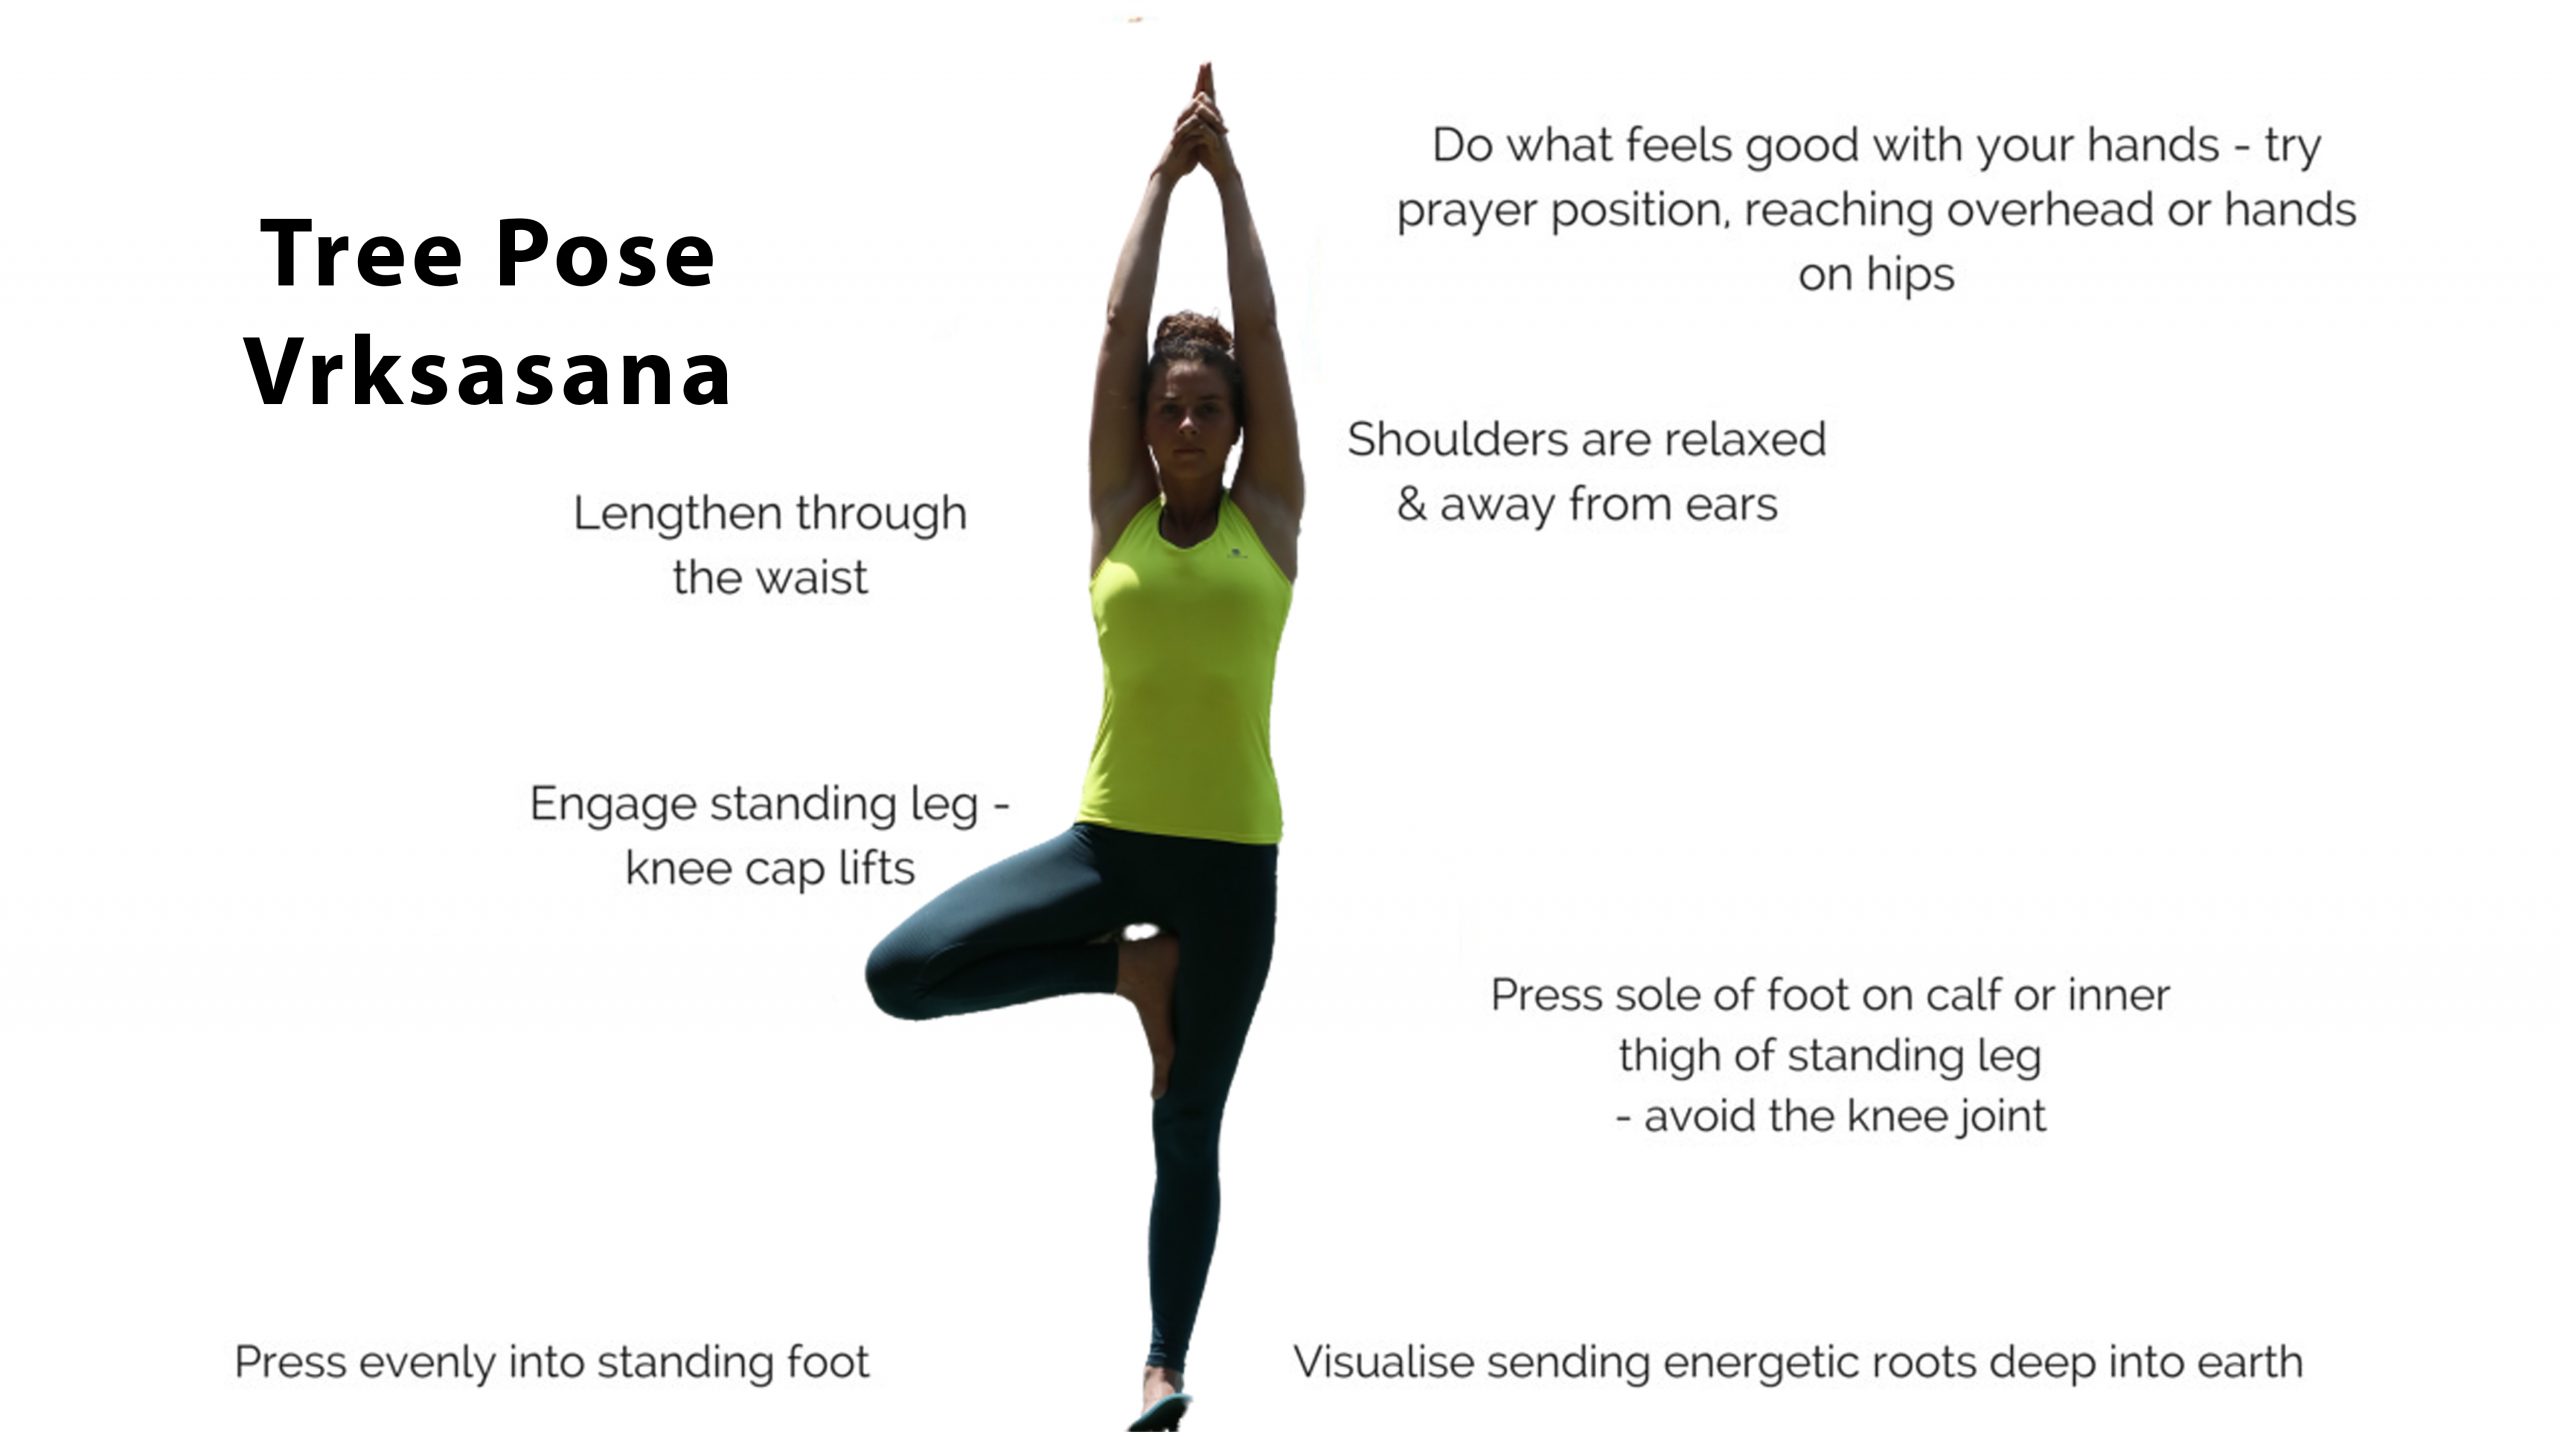 Tree Pose
Vrksasana
Do what feels good with your hands - try
prayer position, reaching overhead or hands
on hips
Shoulders are relaxed
& away from ears
Lengthen through
the waist
Engage standing leg -
knee cap lifts
Press sole of foot on calf or inner
thigh of standing leg
- avoid the knee joint
Press evenly into standing foot
Visualise sending energetic roots deep into earth